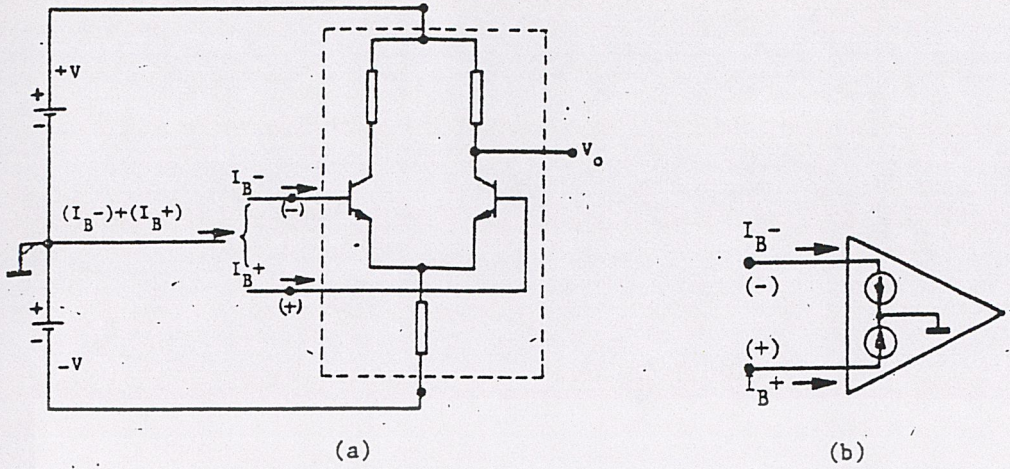 +V
+
-
V_o
I_B-
(-)
(I_B-)+(I_B+)
I_B+
(+)
+
-
-V
I_B-
(-)
(+)
I_B+
(a)
(b)